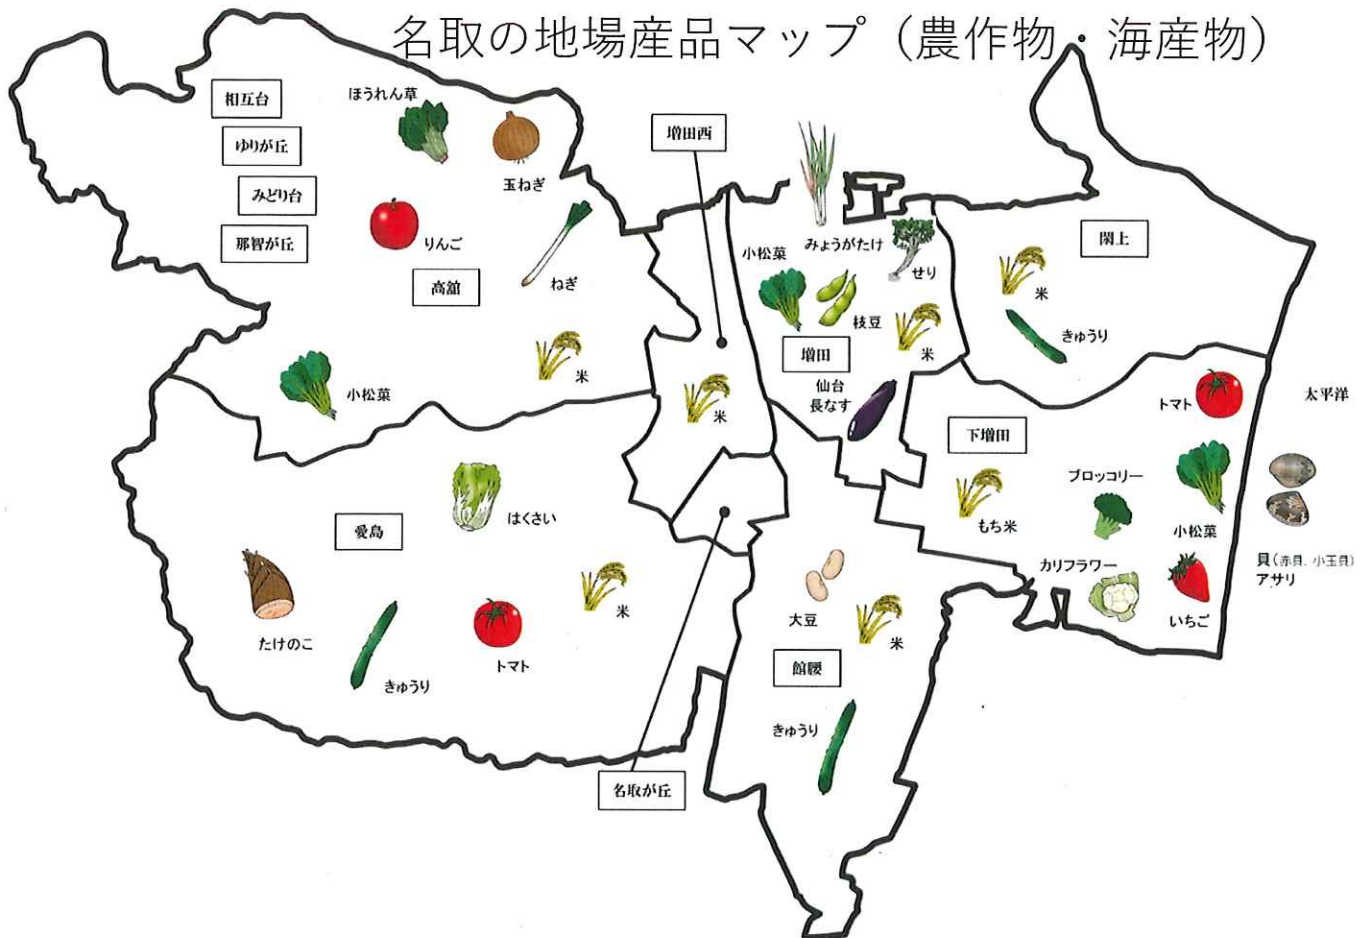 名取の地場産品マップ（農作物・海産物）
相互台
ゆりが丘
みどり台
那智が丘
高舘
ほうれん草
玉ねぎ
りんご
ねぎ
米
小松菜
増田西
米
みょうがたけ
小松菜
せり
枝豆
増田
米
仙台
長なす
閖上
米
きゅうり
下増田
トマト
ブロッコリー
もち米
小松菜
カリフラワー
いちご
太平洋
貝（赤貝、小玉貝）
アサリ
愛島
はくさい
たけのこ
きゅうり
トマト
米
大豆
米
館腰
きゅうり
名取が丘